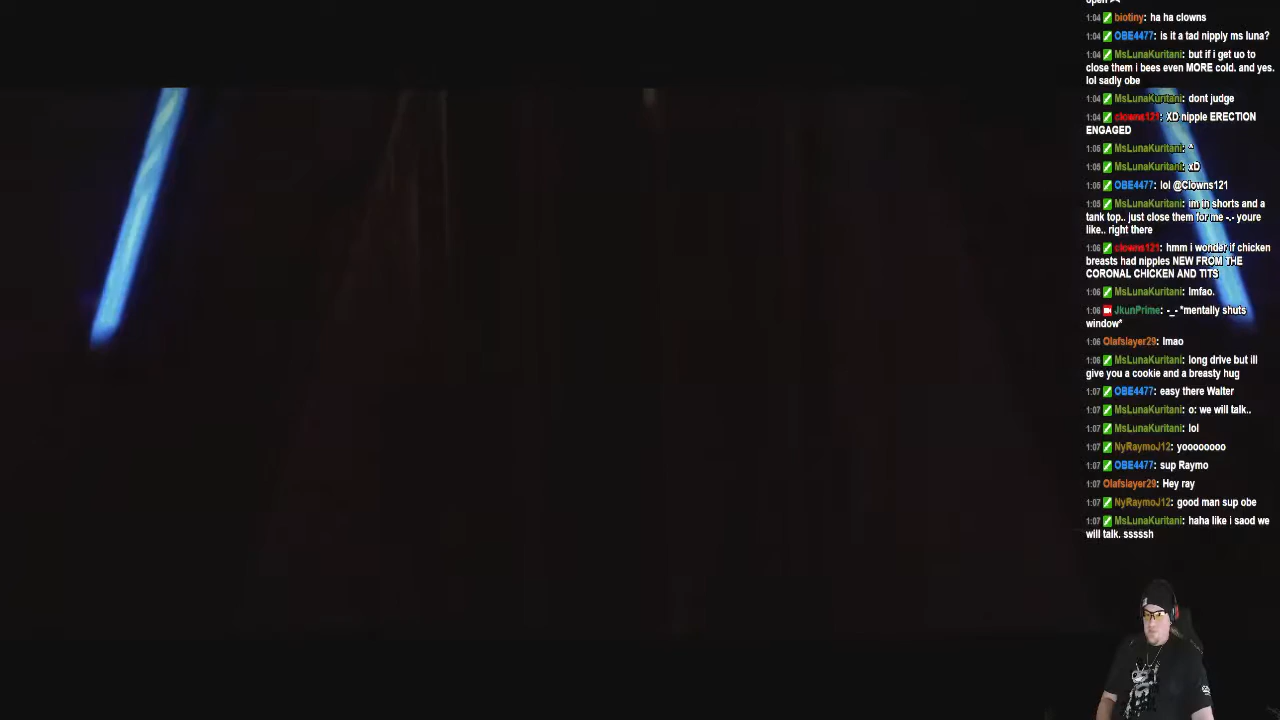 1:04 biotiny: ha ha clowns
1:04 OBE4477: is it a tad nipply ms luna?
1:04 MsLunaKuritani: but if i get uo to
close them i bees even MORE cold. and yes.
lol sadly obe
1:04 MsLunaKuritani: dont judge
1:04 clowns121: XD nipple ERECTION
ENGAGED
1:05 MsLunaKuritani: ^
1:05 MsLunaKuritani: xD
1:05 OBE4477: lol @Clowns121
1:05 MsLunaKuritani: im in shorts and a
tank top.. just close them for me -.- youre
like.. right there
1:06 clowns121: hmm i wonder if chicken
breasts had nipples NEW FROM THE
CORONAL CHICKEN AND TITS
1:06 MsLunaKuritani: lmfao.
1:06 JkunPrime: -_- *mentally shuts
window*
1:06 Olafslayer29: lmao
1:06 MsLunaKuritani: long drive but ill
give you a cookie and a breasty hug
1:07 OBE4477: easy there Walter
1:07 MsLunaKuritani: o: we will talk..
1:07 MsLunaKuritani: lol
1:07 NyRaymoJ12: yoooooooo
1:07 OBE4477: sup Raymo
1:07 Olafslayer29: Hey ray
1:07 NyRaymoJ12: good man sup obe
1:07 MsLunaKuritani: haha like i saod we
will talk. sssssh